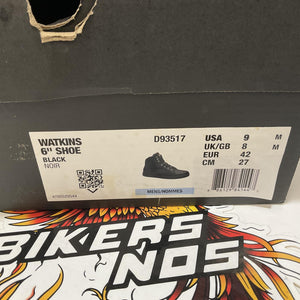 WATKINS
6" SHOE
BLACK
NOIR
D93517
USA 9 M
UK/GB 8 M
EUR 42
CM 27
MENS/HOMMES
BIKERS
NOS